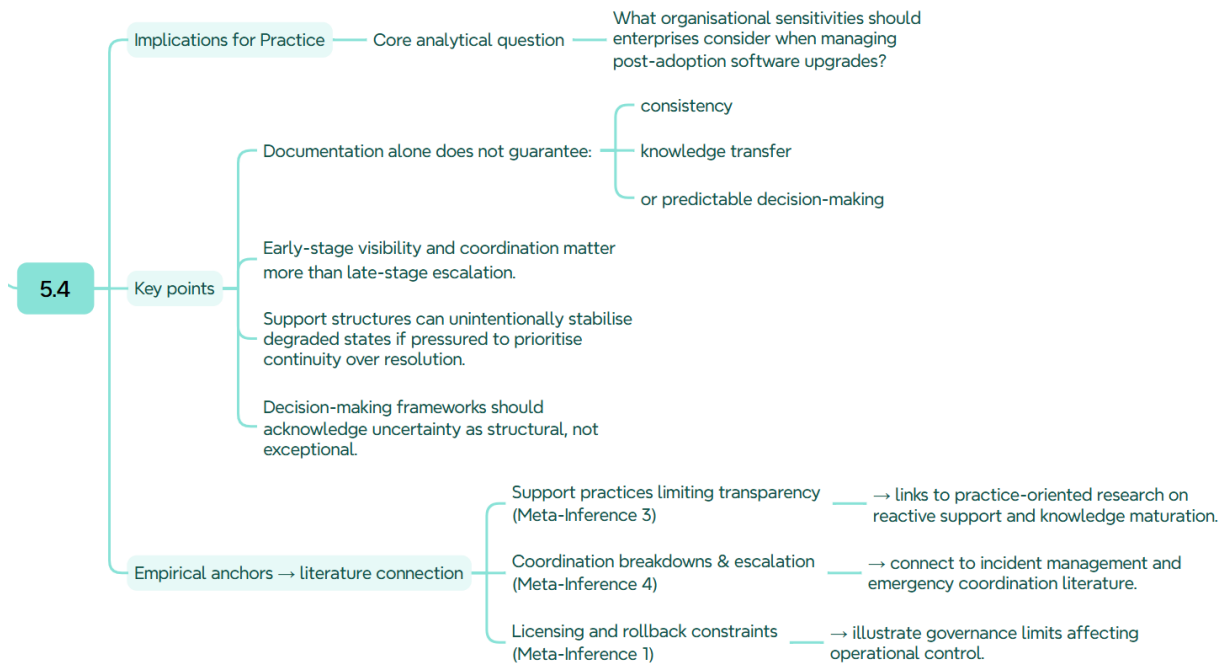 5.4
Implications for Practice
Core analytical question
What organisational sensitivities should
enterprises consider when managing
post-adoption software upgrades?
Key points
Documentation alone does not guarantee:
consistency
knowledge transfer
or predictable decision-making
Early-stage visibility and coordination matter
more than late-stage escalation.
Support structures can unintentionally stabilise
degraded states if pressured to prioritise
continuity over resolution.
Decision-making frameworks should
acknowledge uncertainty as structural, not
exceptional.
Empirical anchors → literature connection
Support practices limiting transparency
(Meta-Inference 3)
→ links to practice-oriented research on
reactive support and knowledge maturation.
Coordination breakdowns & escalation
(Meta-Inference 4)
→ connect to incident management and
emergency coordination literature.
Licensing and rollback constraints
(Meta-Inference 1)
→ illustrate governance limits affecting
operational control.